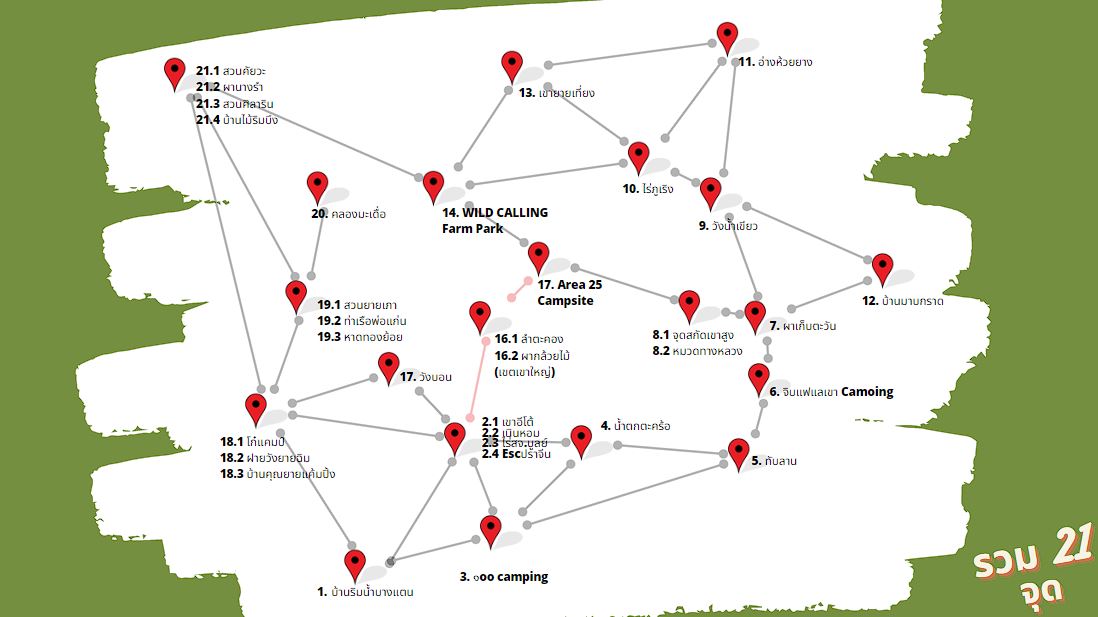 11. อ่างห้วยยาง
21.1 สวนคัยวะ
21.2 ผานางรำ
21.3 สวนศิลาริน
21.4 บ้านไม้ริมบึง
13. เขายายเที่ยง
10. ไร่ภูเริง
20. คลองมะเดื่อ
14. WILD CALLING
Farm Park
9. วังน้ำเขียว
17. Area 25
Campsite
12. บ้านมาบกราด
19.1 สวนยายเภา
19.2 ท่าเรือพ่อแก่น
19.3 หาดทองย้อย
8.1 จุดสกัดเขาสูง
8.2 หมวดทางหลวง
7. ผาเก็บตะวัน
16.1 ลำตะคอง
16.2 ผากล้วยไม้
(เขตเขาใหญ่)
17. วังบอน
6. จิบแฟแลเขา Camoing
18.1 โก๋แคมป์
18.2 ฝายวังยายฉิม
18.3 บ้านคุณยายแค้มปิ้ง
2.1 เขาอีโต้
2.2 เนินหอม
2.3
2.4 Escปราจีน
4. น้ำตกตะคร้อ
5. ทับลาน
3. ๑oo camping
1. บ้านริมน้ำบางแตน
รวม 21
จุด